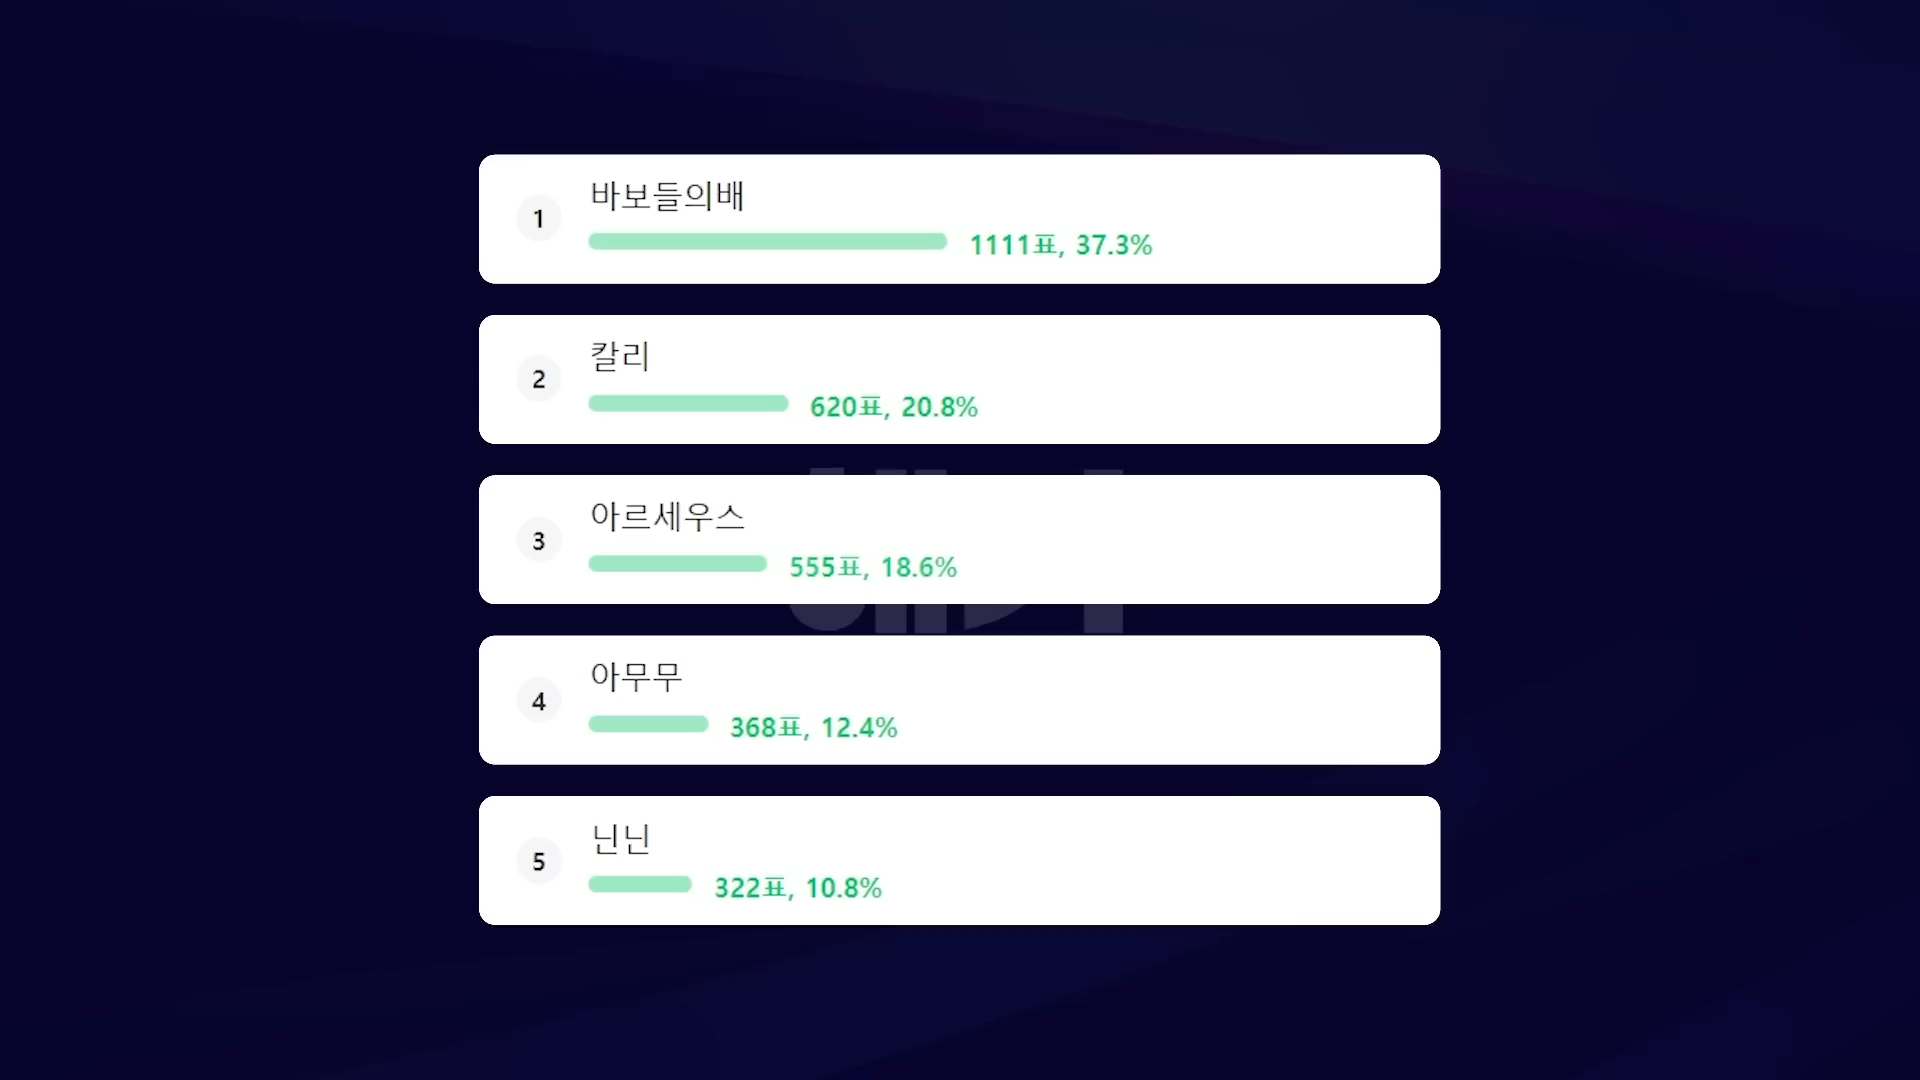 1
바보들의배
1111표, 37.3%
2
칼리
620표, 20.8%
3
아르세우스
555표, 18.6%
4
아무무
368표, 12.4%
5
닌닌
322표, 10.8%